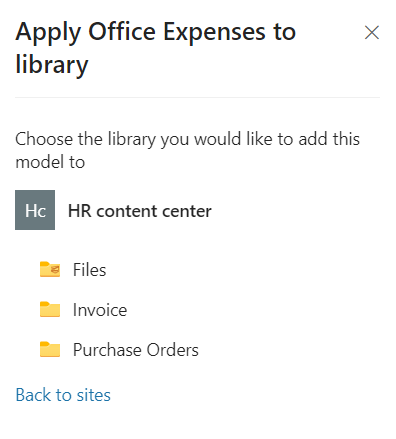 Apply Office Expenses to
library
Choose the library you would like to add this
model to
Hc HR content center
Files
Invoice
Purchase Orders
Back to sites